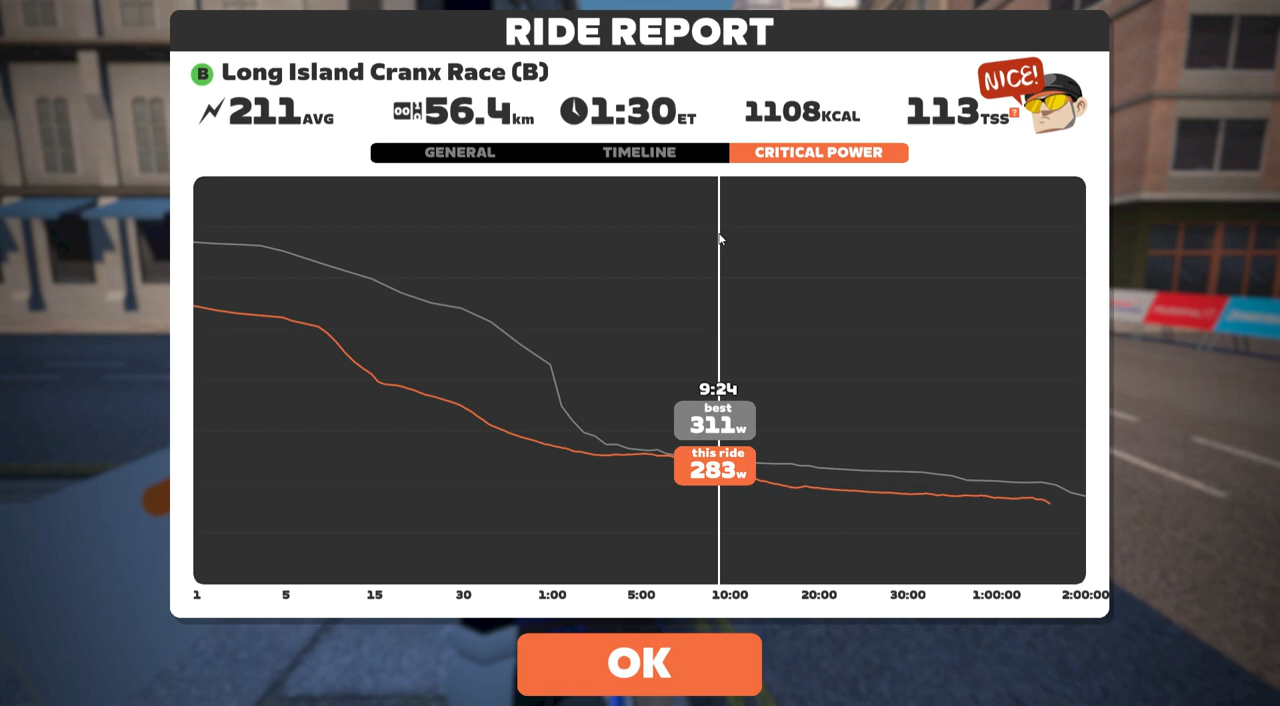 RIDE REPORT
B Long Island Cranx Race (B)
NICE!
211AVG 56.4km 1:30ET 1108KCAL 113TSS ?
GENERAL TIMELINE CRITICAL POWER
9:24
best
311w
this ride
283w
1 5 15 30 1:00 5:00 10:00 20:00 30:00 1:00:00 2:00:00
OK